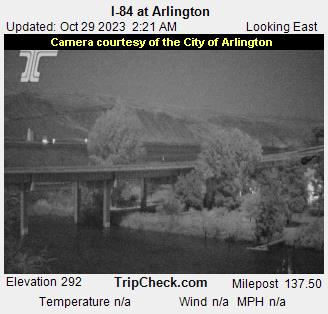 I-84 at Arlington
Updated: Oct 29 2023 2:21 AM Looking East
Camera courtesy of the City of Arlington
Elevation 292 TripCheck.com Milepost 137.50
Temperature n/a Wind n/a MPH n/a